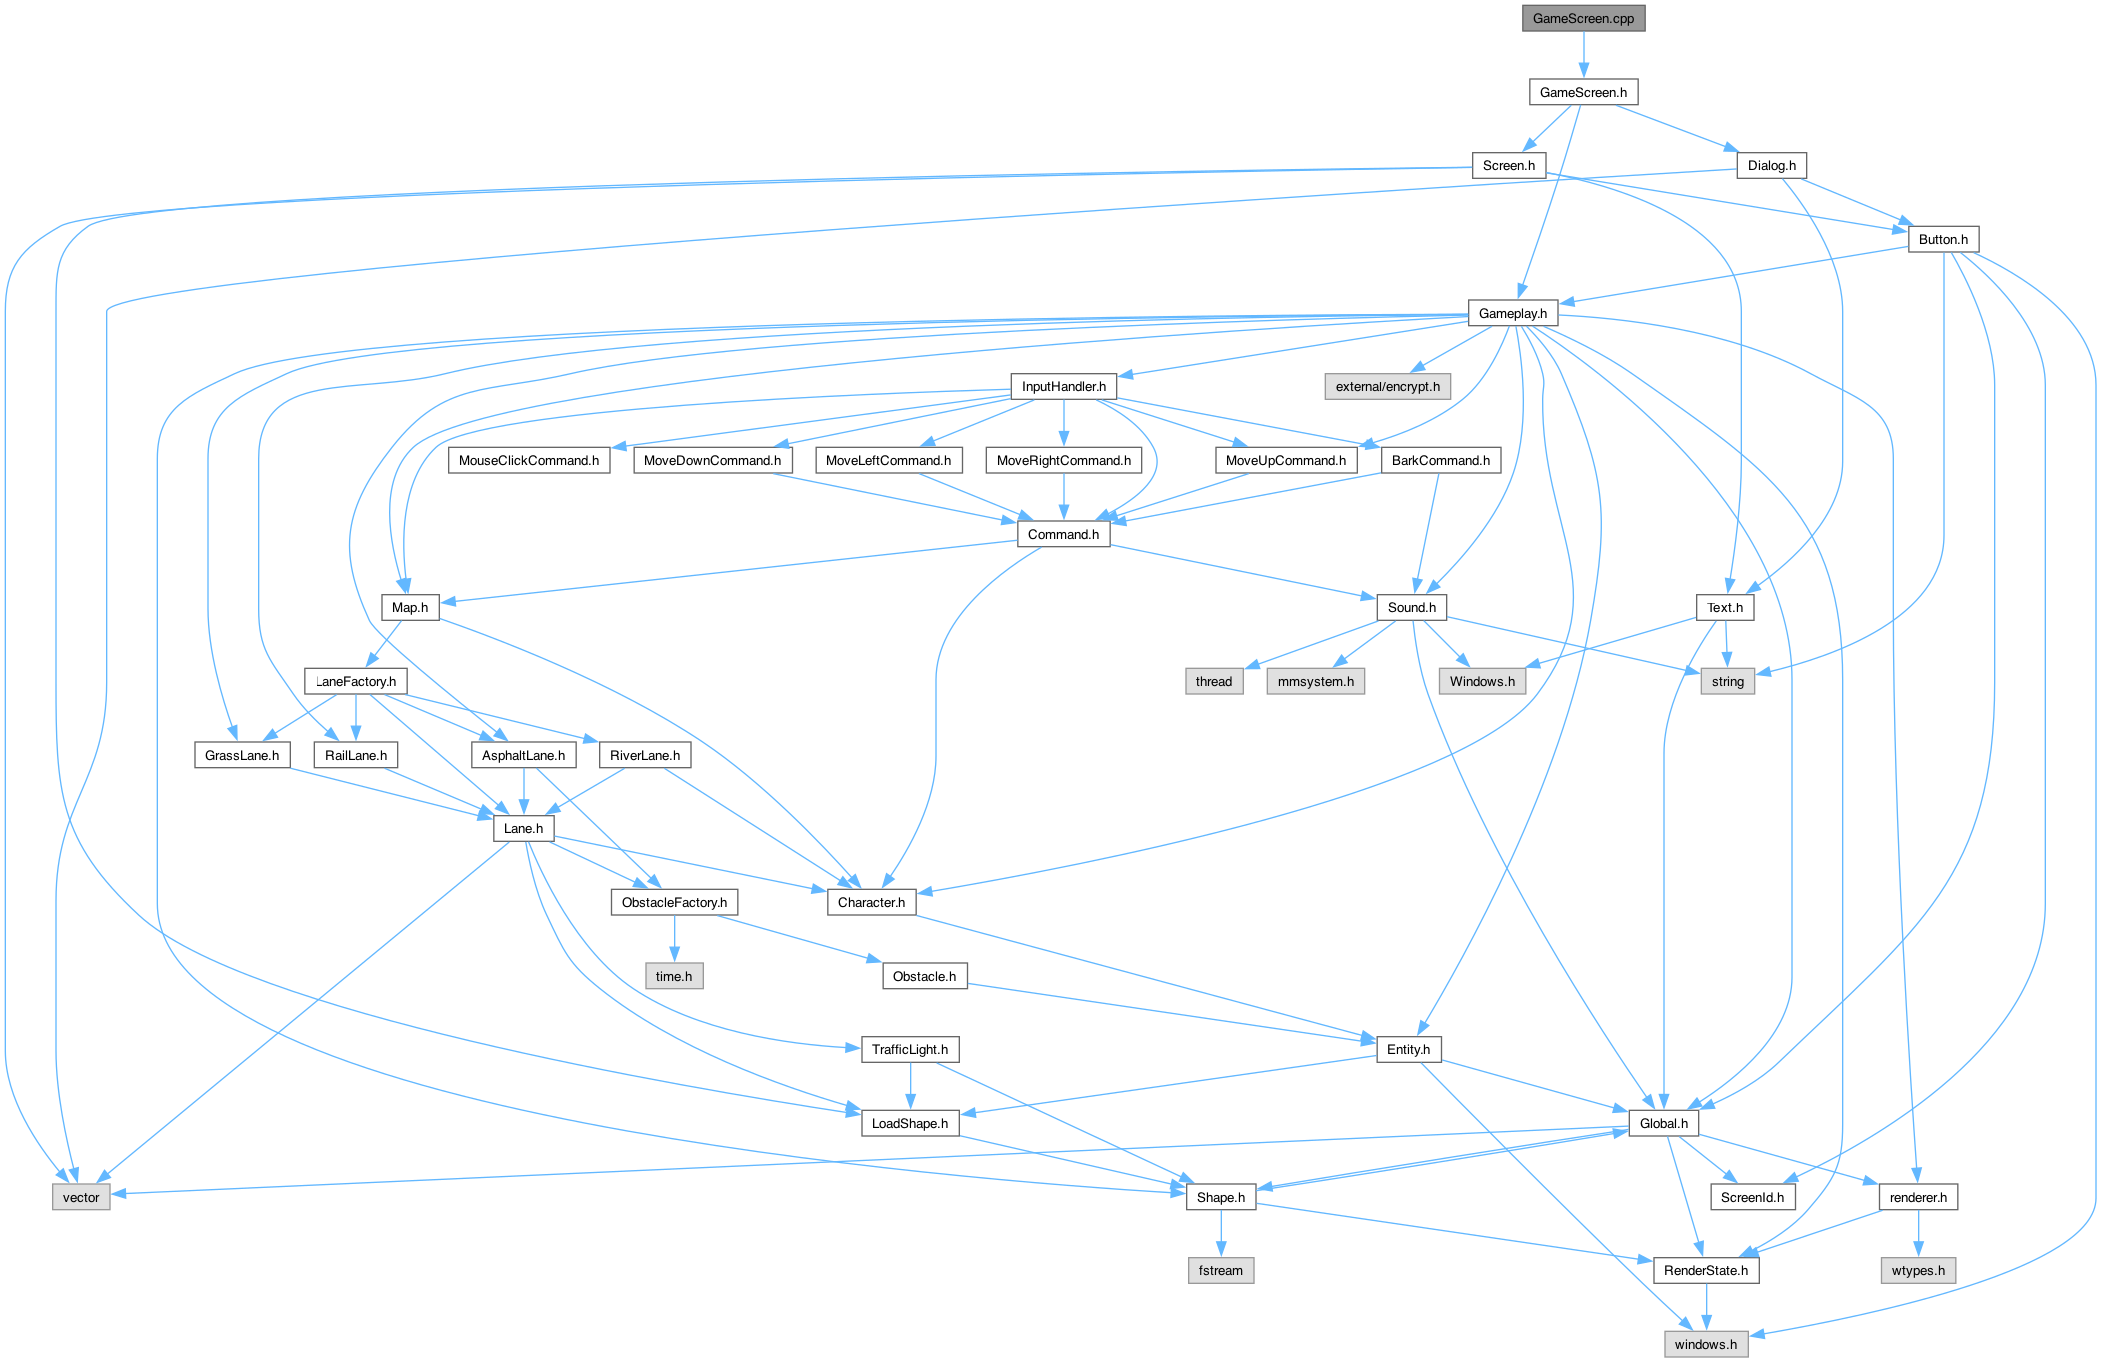 GameScreen.cpp
GameScreen.h
Screen.h
Dialog.h
Button.h
Gameplay.h
InputHandler.h
external/encrypt.h
MouseClickCommand.h
MoveDownCommand.h
MoveLeftCommand.h
MoveRightCommand.h
MoveUpCommand.h
BarkCommand.h
Command.h
Map.h
Sound.h
Text.h
LaneFactory.h
thread
mmsystem.h
Windows.h
string
GrassLane.h
RailLane.h
AsphaltLane.h
RiverLane.h
Lane.h
ObstacleFactory.h
Character.h
time.h
Obstacle.h
TrafficLight.h
Entity.h
LoadShape.h
Global.h
vector
Shape.h
ScreenId.h
renderer.h
fstream
RenderState.h
wtypes.h
windows.h